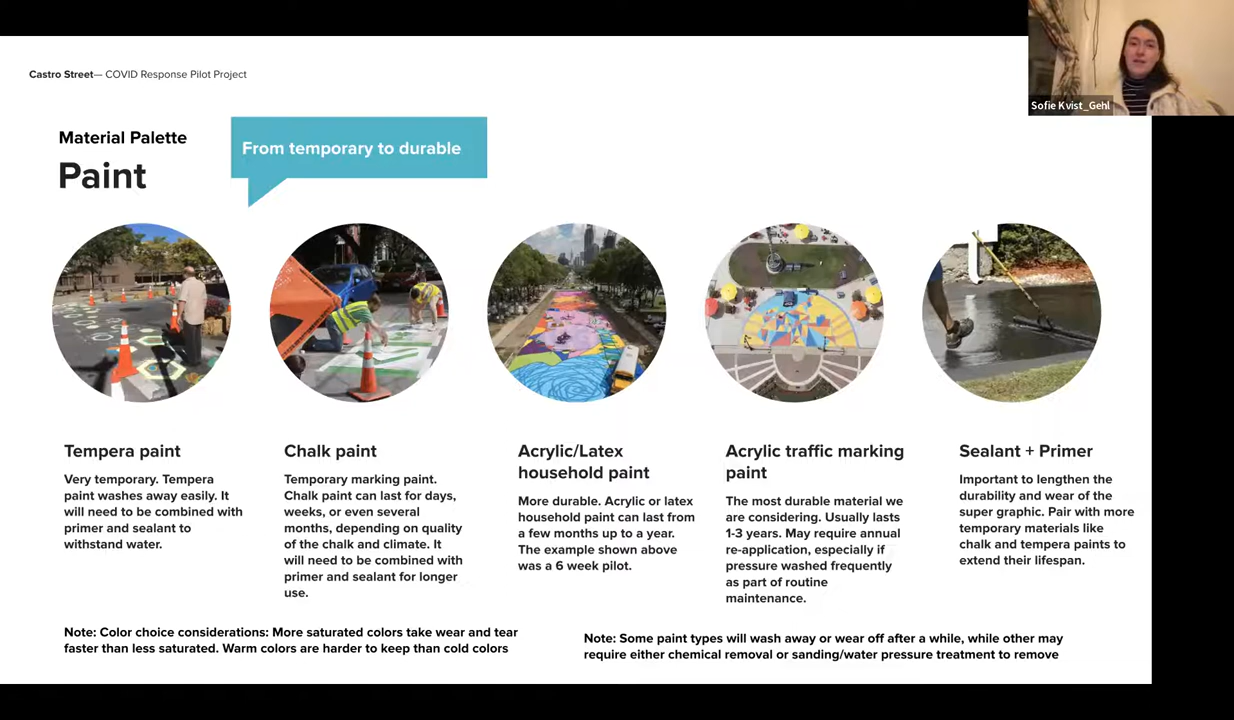 Castro Street— COVID Response Pilot Project
Sofie Kvist_Gehl
Material Palette
Paint
From temporary to durable
Tempera paint
Very temporary. Tempera
paint washes away easily. It
will need to be combined with
primer and sealant to
withstand water.
Chalk paint
Temporary marking paint.
Chalk paint can last for days,
weeks, or even several
months, depending on quality
of the chalk and climate. It
will need to be combined with
primer and sealant for longer
use.
Acrylic/Latex
household paint
More durable. Acrylic or latex
household paint can last from
a few months up to a year.
The example shown above
was a 6 week pilot.
Acrylic traffic marking
paint
The most durable material we
are considering. Usually lasts
1-3 years. May require annual
re-application, especially if
pressure washed frequently
as part of routine
maintenance.
Sealant + Primer
Important to lengthen the
durability and wear of the
super graphic. Pair with more
temporary materials like
chalk and tempera paints to
extend their lifespan.
Note: Color choice considerations: More saturated colors take wear and tear
faster than less saturated. Warm colors are harder to keep than cold colors
Note: Some paint types will wash away or wear off after a while, while other may
require either chemical removal or sanding/water pressure treatment to remove